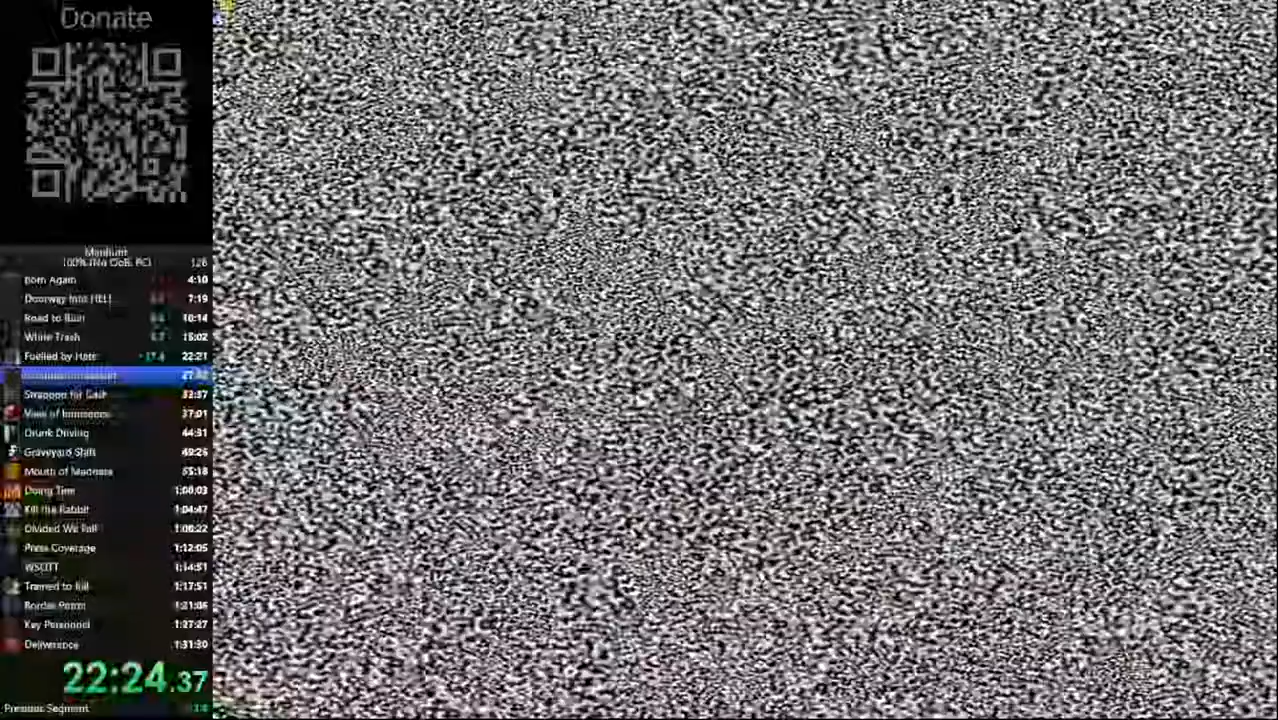 Donate
Manhunt
100% (No GoB, PC) 126
Born Again 4:10
Doorway Into Hell 7:19
Road to Ruin 10:14
White Trash 15:02
Fuelled by Hate -17.4 22:21
Strapped for Cash 32:37
View of Innocence 37:01
Drunk Driving 44:31
Graveyard Shift 49:26
Mouth of Madness 55:18
Doing Time 1:00:03
Kill the Rabbit 1:04:47
Divided We Fall 1:08:22
Press Coverage 1:12:05
WSOTT 1:14:51
Trained to Kill 1:17:51
Border Patrol 1:21:06
Key Personnel 1:27:27
Deliverance 1:31:30
22:24.37
Previous Segment